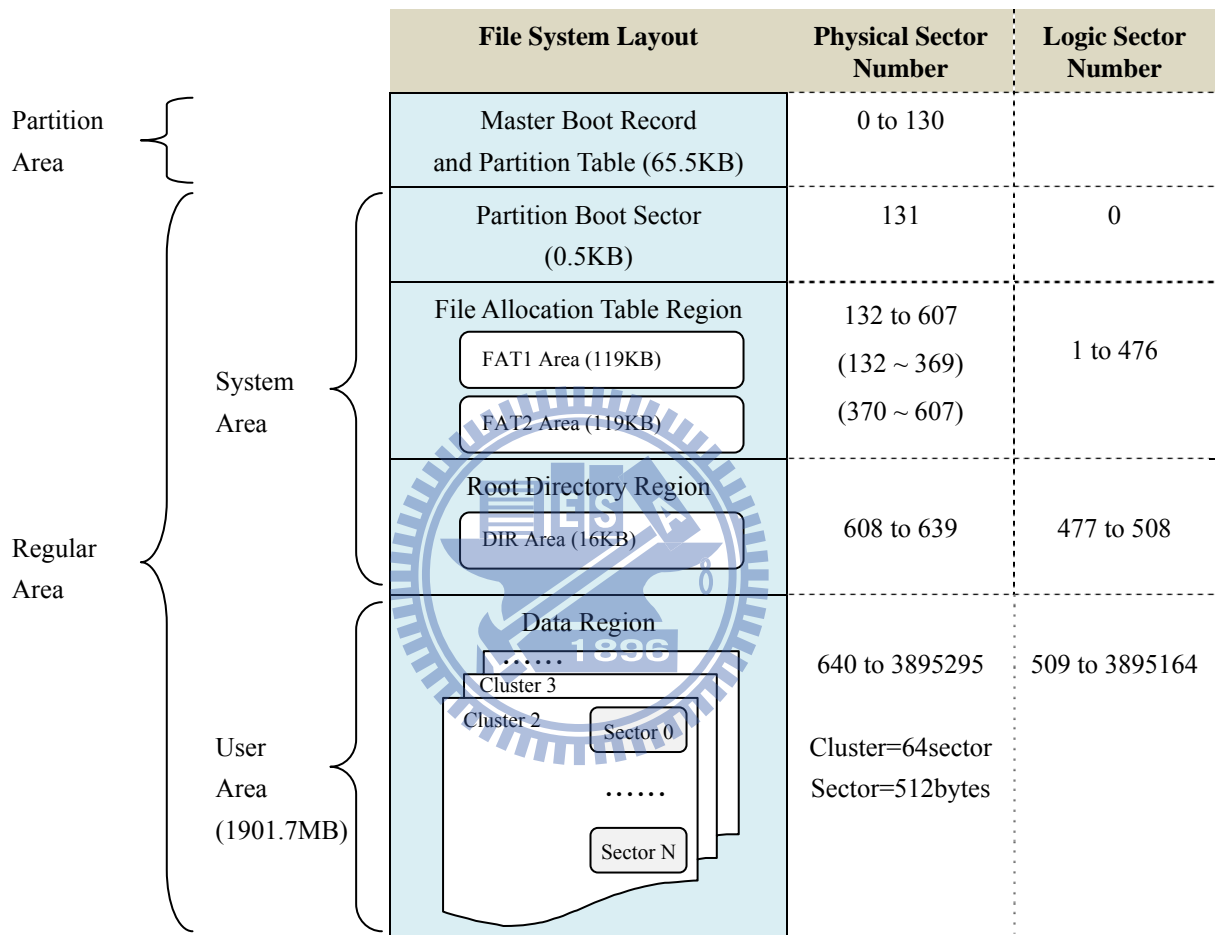 File System Layout
Physical Sector
Number
Logic Sector
Number
Partition
Area
Master Boot Record
and Partition Table (65.5KB)
0 to 130
Partition Boot Sector
(0.5KB)
131
0
File Allocation Table Region
FAT1 Area (119KB)
FAT2 Area (119KB)
132 to 607
(132 ~ 369)
(370 ~ 607)
1 to 476
System
Area
Root Directory Region
DIR Area (16KB)
608 to 639
477 to 508
Regular
Area
Data Region
......
Cluster 3
Cluster 2
Sector 0
......
Sector N
640 to 3895295
509 to 3895164
Cluster=64sector
Sector=512bytes
User
Area
(1901.7MB)
ES
A
1896